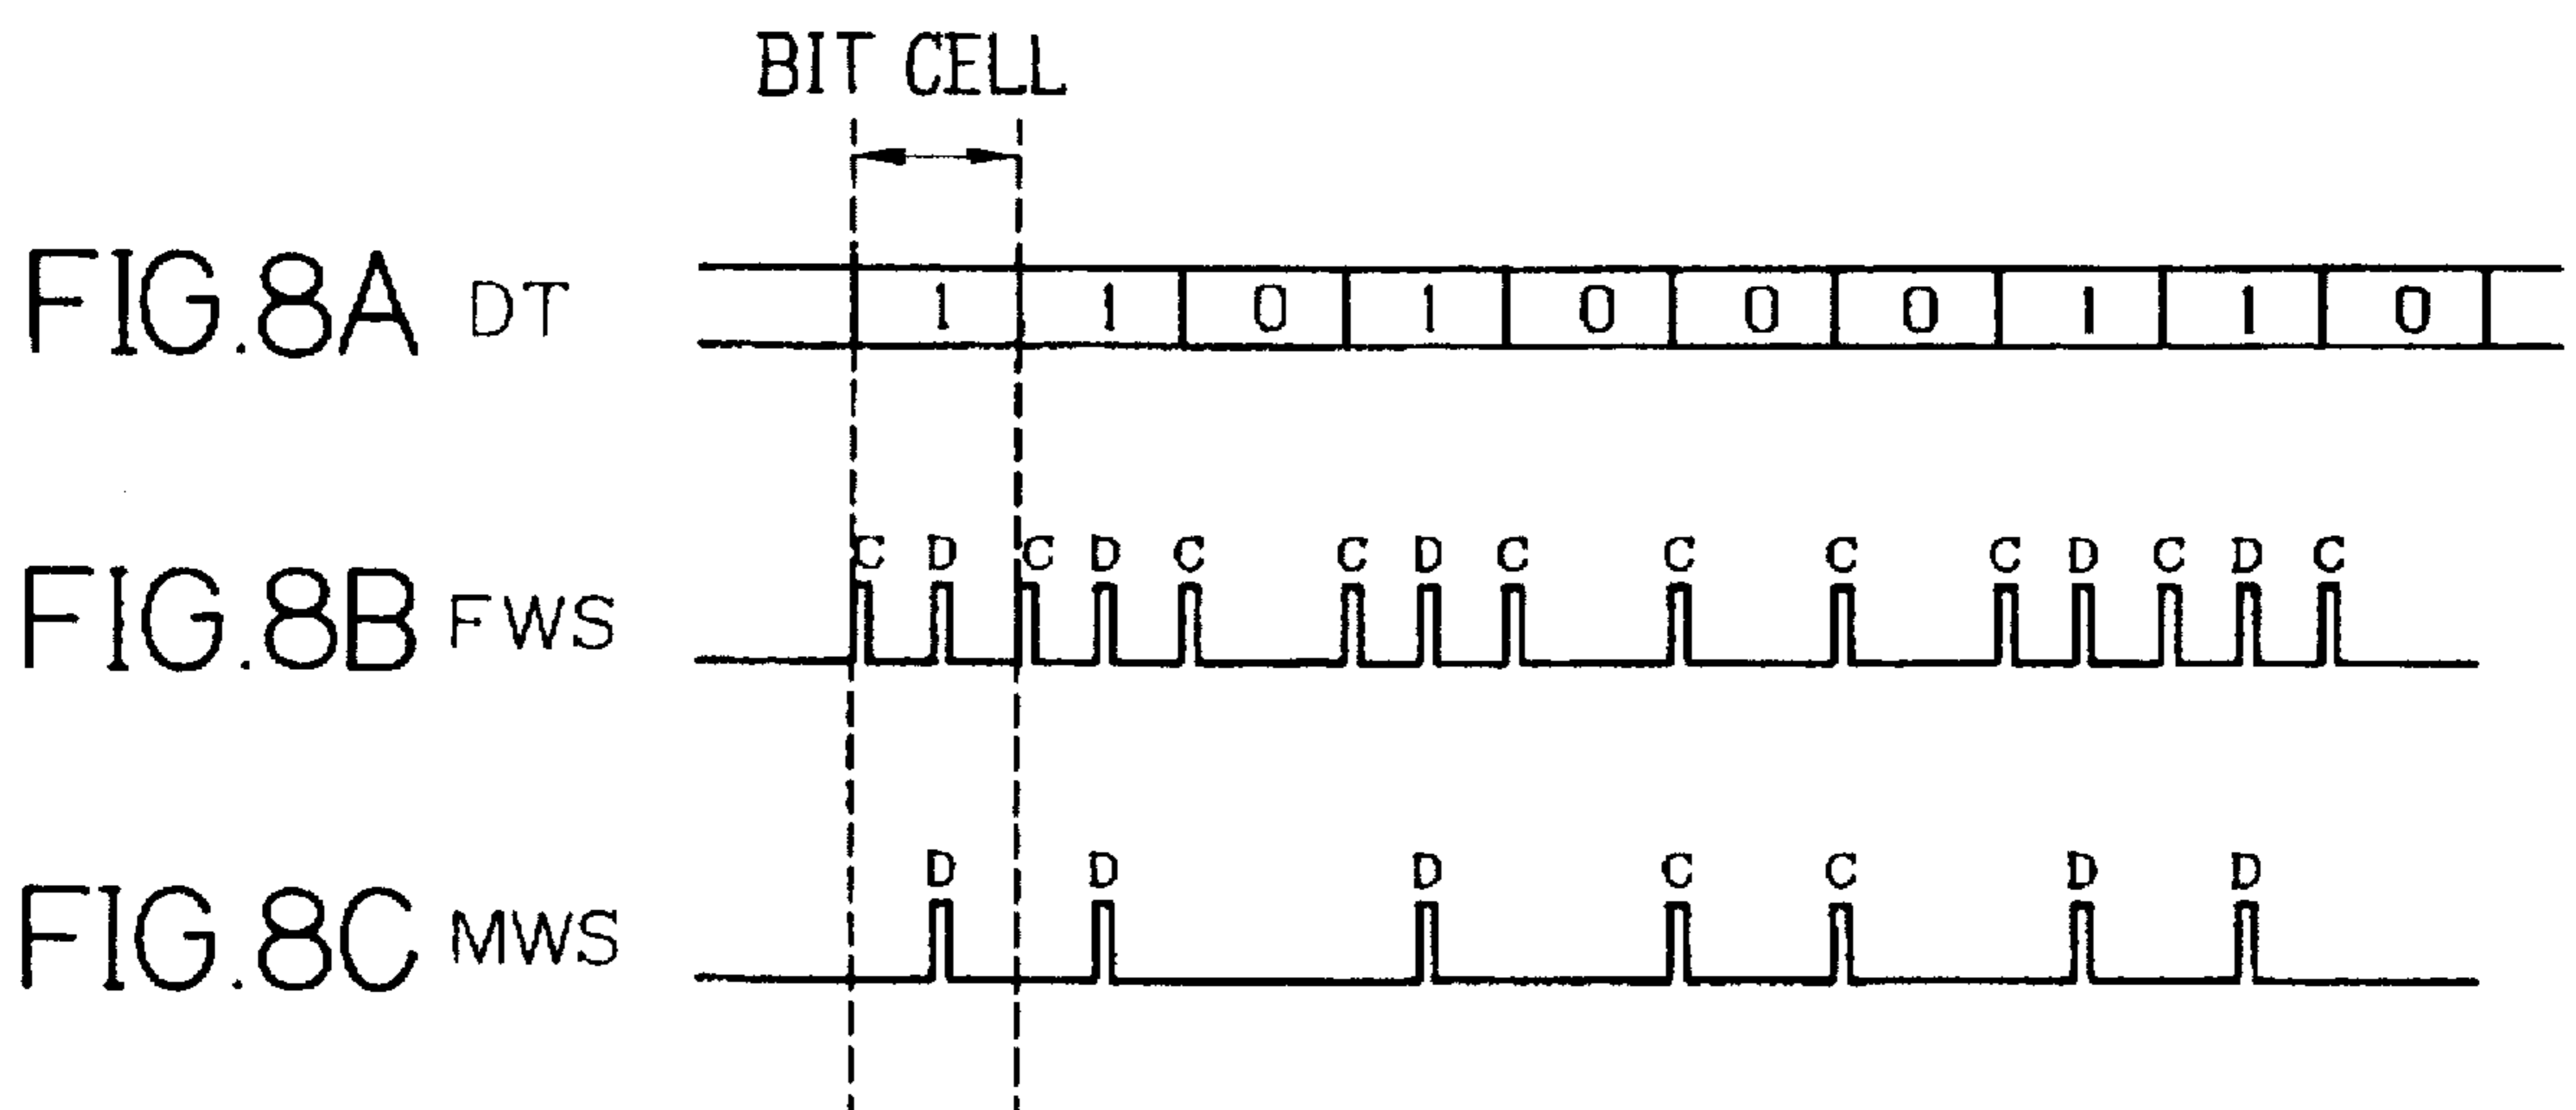 BIT CELL
FIG.8A DT 1 1 0 1 0 0 0 1 1 0
C D C D C C D C C C C D C D C
FIG.8B FWS
D D D C C D D
FIG.8C MWS